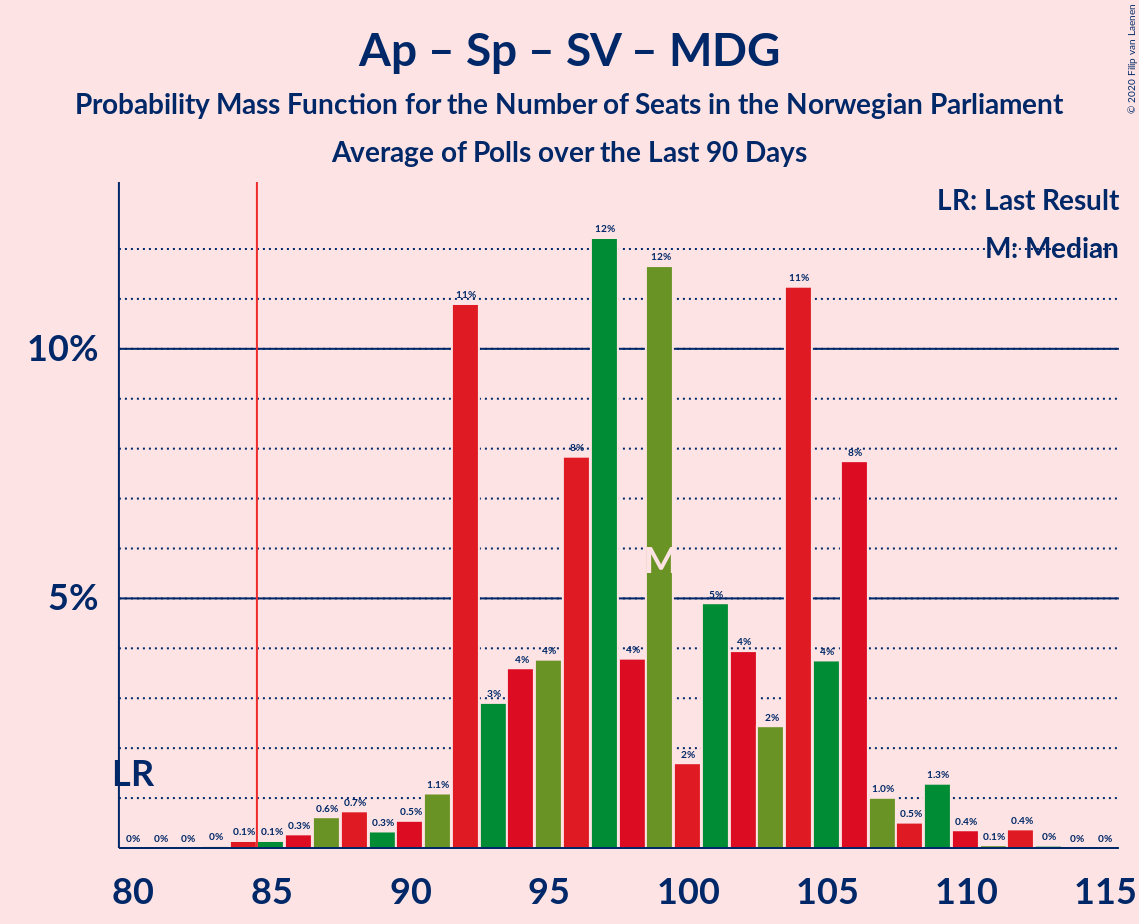 Ap – Sp – SV – MDG
Probability Mass Function for the Number of Seats in the Norwegian Parliament
Average of Polls over the Last 90 Days
© 2020 Filip van Laenen
LR: Last Result
M: Median
10%
5%
LR
M
0% 0% 0% 0% 0.1% 0.1% 0.3% 0.6% 0.7% 0.3% 0.5% 1.1% 11% 3% 4% 4% 8% 12% 4% 12% 2% 5% 4% 2% 11% 4% 8% 1.0% 0.5% 1.3% 0.4% 0.1% 0.4% 0% 0% 0%
80 85 90 95 100 105 110 115